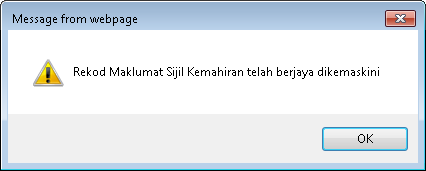 Message from webpage
Rekod Maklumat Sijil Kemahiran telah berjaya dikemaskini
OK